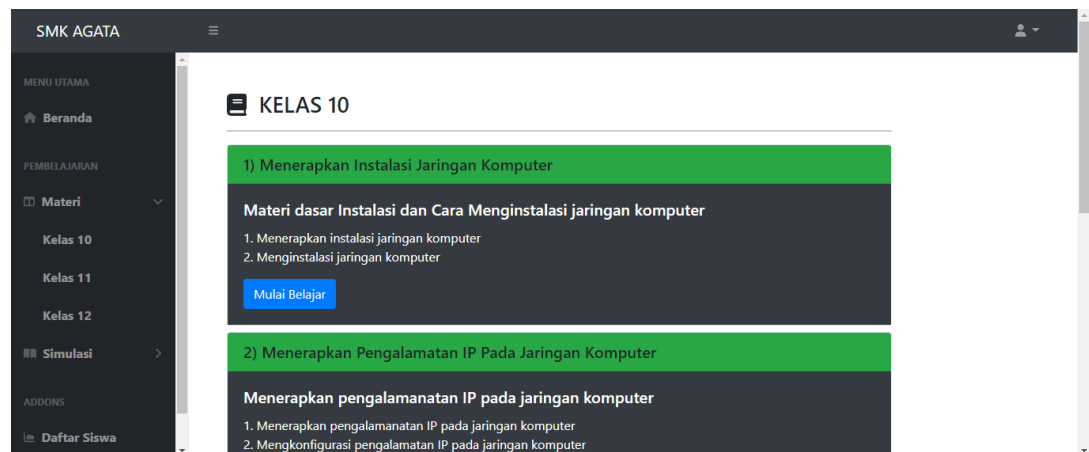 SMK AGATA
MENU UTAMA
Beranda
PEMBELAJARAN
Materi
Kelas 10
Kelas 11
Kelas 12
Simulasi
ADDONS
Daftar Siswa
KELAS 10
1) Menerapkan Instalasi Jaringan Komputer
Materi dasar Instalasi dan Cara Menginstalasi jaringan komputer
1. Menerapkan instalasi jaringan komputer
2. Menginstalasi jaringan komputer
Mulai Belajar
2) Menerapkan Pengalamatan IP Pada Jaringan Komputer
Menerapkan pengalamanatan IP pada jaringan komputer
1. Menerapkan pengalamanatan IP pada jaringan komputer
2. Mengkonfigurasi pengalamatan IP pada jaringan komputer